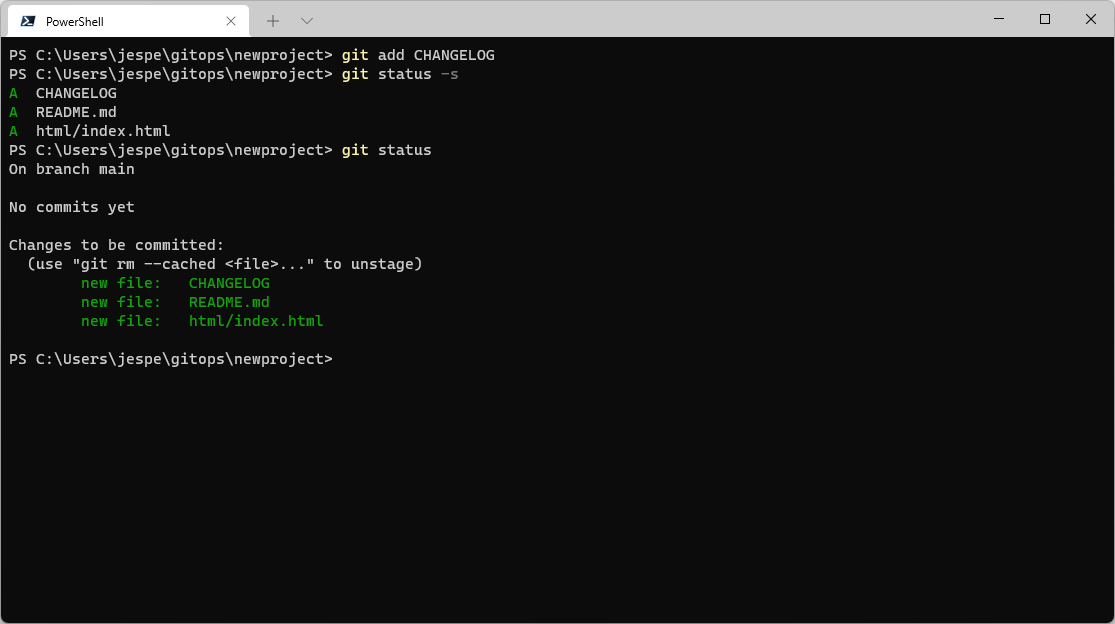 PowerShell
PS C:\Users\jespe\gitops\newproject> git add CHANGELOG
PS C:\Users\jespe\gitops\newproject> git status -s
A  CHANGELOG
A  README.md
A  html/index.html
PS C:\Users\jespe\gitops\newproject> git status
On branch main
No commits yet
Changes to be committed:
  (use "git rm --cached <file>..." to unstage)
        new file:   CHANGELOG
        new file:   README.md
        new file:   html/index.html
PS C:\Users\jespe\gitops\newproject>